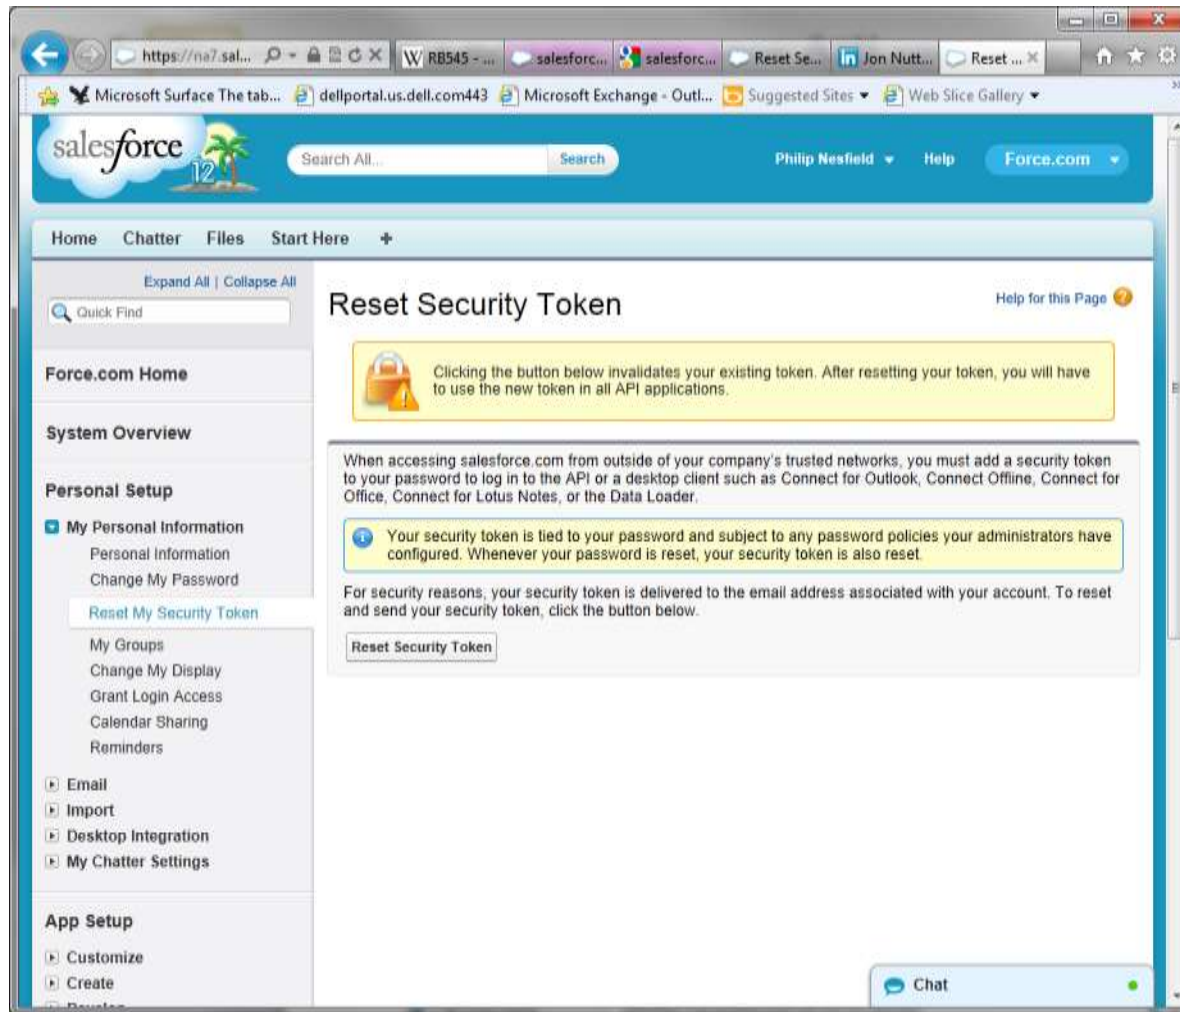 https://na7.sal...
RB545 - ...
salesforc...
salesforc...
Reset Se...
Jon Nutt...
Reset ...
Microsoft Surface The tab...
dellportal.us.dell.com443
Microsoft Exchange - Outl...
Suggested Sites
Web Slice Gallery
salesforce
12
Search All...
Search
Philip Nesfield
Help
Force.com
Home
Chatter
Files
Start Here
+
Expand All | Collapse All
Quick Find
Force.com Home
System Overview
Personal Setup
My Personal Information
Personal Information
Change My Password
Reset My Security Token
My Groups
Change My Display
Grant Login Access
Calendar Sharing
Reminders
Email
Import
Desktop Integration
My Chatter Settings
App Setup
Customize
Create
Reset Security Token
Help for this Page
Clicking the button below invalidates your existing token. After resetting your token, you will have
to use the new token in all API applications.
When accessing salesforce.com from outside of your company's trusted networks, you must add a security token
to your password to log in to the API or a desktop client such as Connect for Outlook, Connect Offline, Connect for
Office, Connect for Lotus Notes, or the Data Loader.
Your security token is tied to your password and subject to any password policies your administrators have
configured. Whenever your password is reset, your security token is also reset.
For security reasons, your security token is delivered to the email address associated with your account. To reset
and send your security token, click the button below.
Reset Security Token
Chat